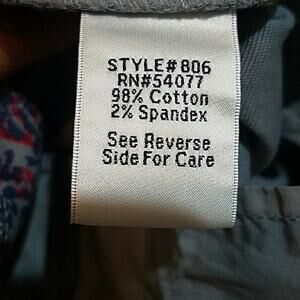 STYLE# 806
RN#54077
98% Cotton
2% Spandex
See Reverse
Side For Care